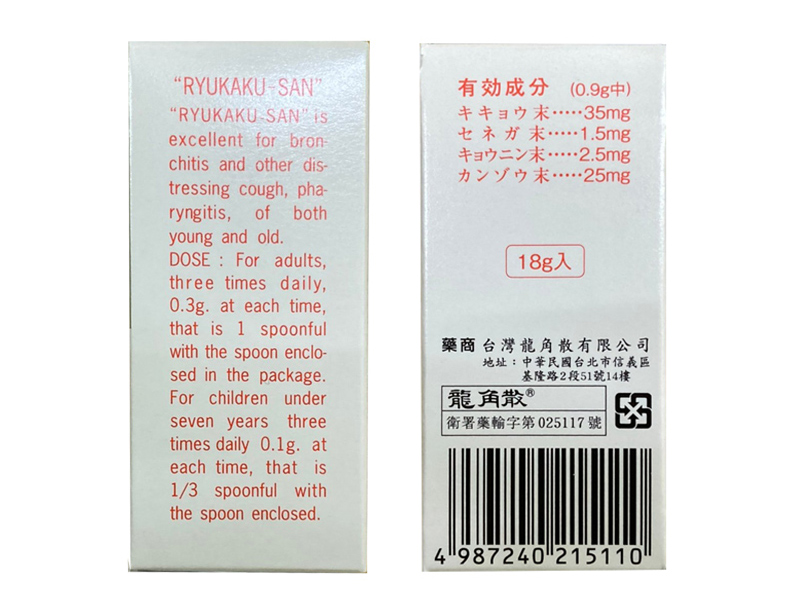 “RYUKAKU-SAN”
“RYUKAKU-SAN” is
excellent for bron-
chitis and other dis-
tressing cough, pha-
ryngitis, of both
young and old.
DOSE : For adults,
three times daily,
0.3g. at each time,
that is 1 spoonful
with the spoon enclo-
sed in the package.
For children under
seven years three
times daily 0.1g. at
each time, that is
1/3 spoonful with
the spoon enclosed.
有効成分 (0.9g中)
キキョウ末·····35mg
セネガ末·····1.5mg
キョウニン末·····2.5mg
カンゾウ末·····25mg
18g入
藥商 台灣龍角散有限公司
地址：中華民國台北市信義區
基隆路2段51號14樓
龍角散®
衛署藥輸字第025117號
4 987240 215110